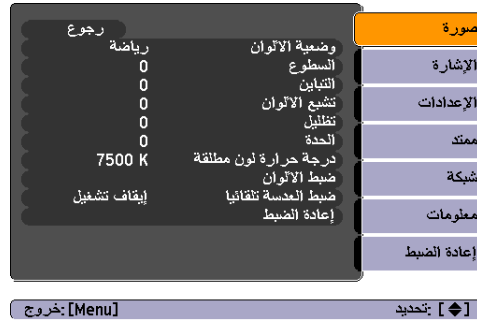 صورة
الإشارة
الإعدادات
ممتد
شبكة
معلومات
إعادة الضبط
رجوع
وضعية الألوان رياضة
السطوع 0
التباين 0
تشبع الألوان 0
تظليل 0
الحدة 0
درجة حرارة لون مطلقة 7500 K
ضبط الألوان
ضبط العدسة تلقائيا إيقاف تشغيل
إعادة الضبط
[◆] :تحديد [Menu] :خروج